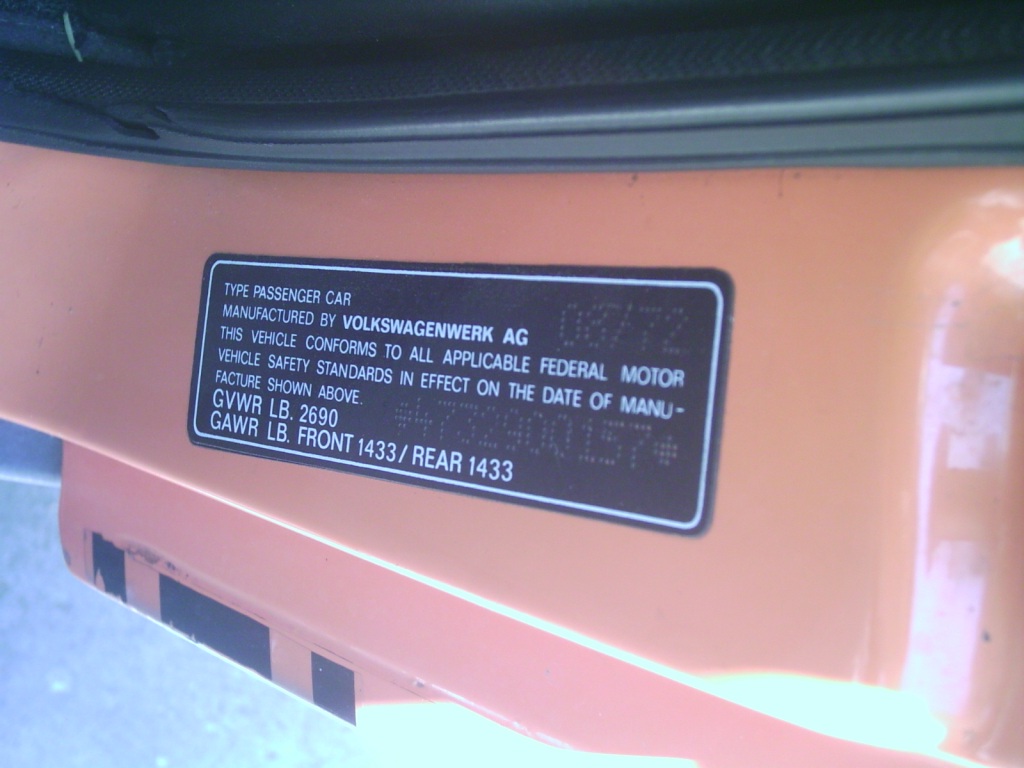 TYPE PASSENGER CAR
MANUFACTURED BY VOLKSWAGENWERK AG
THIS VEHICLE CONFORMS TO ALL APPLICABLE FEDERAL MOTOR
VEHICLE SAFETY STANDARDS IN EFFECT ON THE DATE OF MANU-
FACTURE SHOWN ABOVE.
GVWR LB. 2690
GAWR LB. FRONT 1433 / REAR 1433